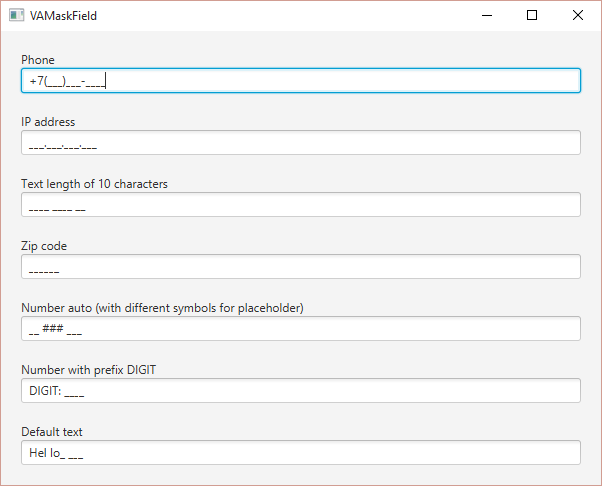 VAMaskField
Phone
+7(___)___-____
IP address
___.___.___.___
Text length of 10 characters
____ ____ __
Zip code
______
Number auto (with different symbols for placeholder)
__ ### ___
Number with prefix DIGIT
DIGIT: ____
Default text
Hel lo_ ___